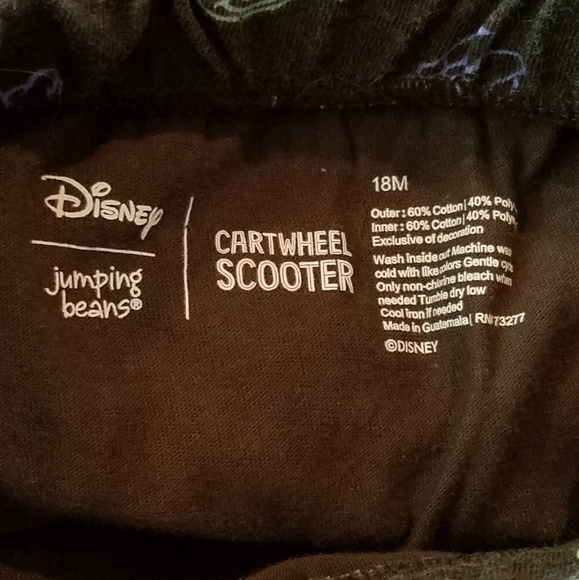 Disney
jumping
beans®
CARTWHEEL
SCOOTER
18M
Outer: 60% Cotton | 40% Poly
Inner: 60% Cotton | 40% Poly
Exclusive of decoration
Wash inside out Machine
cold with like colors Gentle
Only non-chlorine bleach when
needed Tumble dry low
Cool iron if needed
Made in Guatemala | RN 73277
©DISNEY